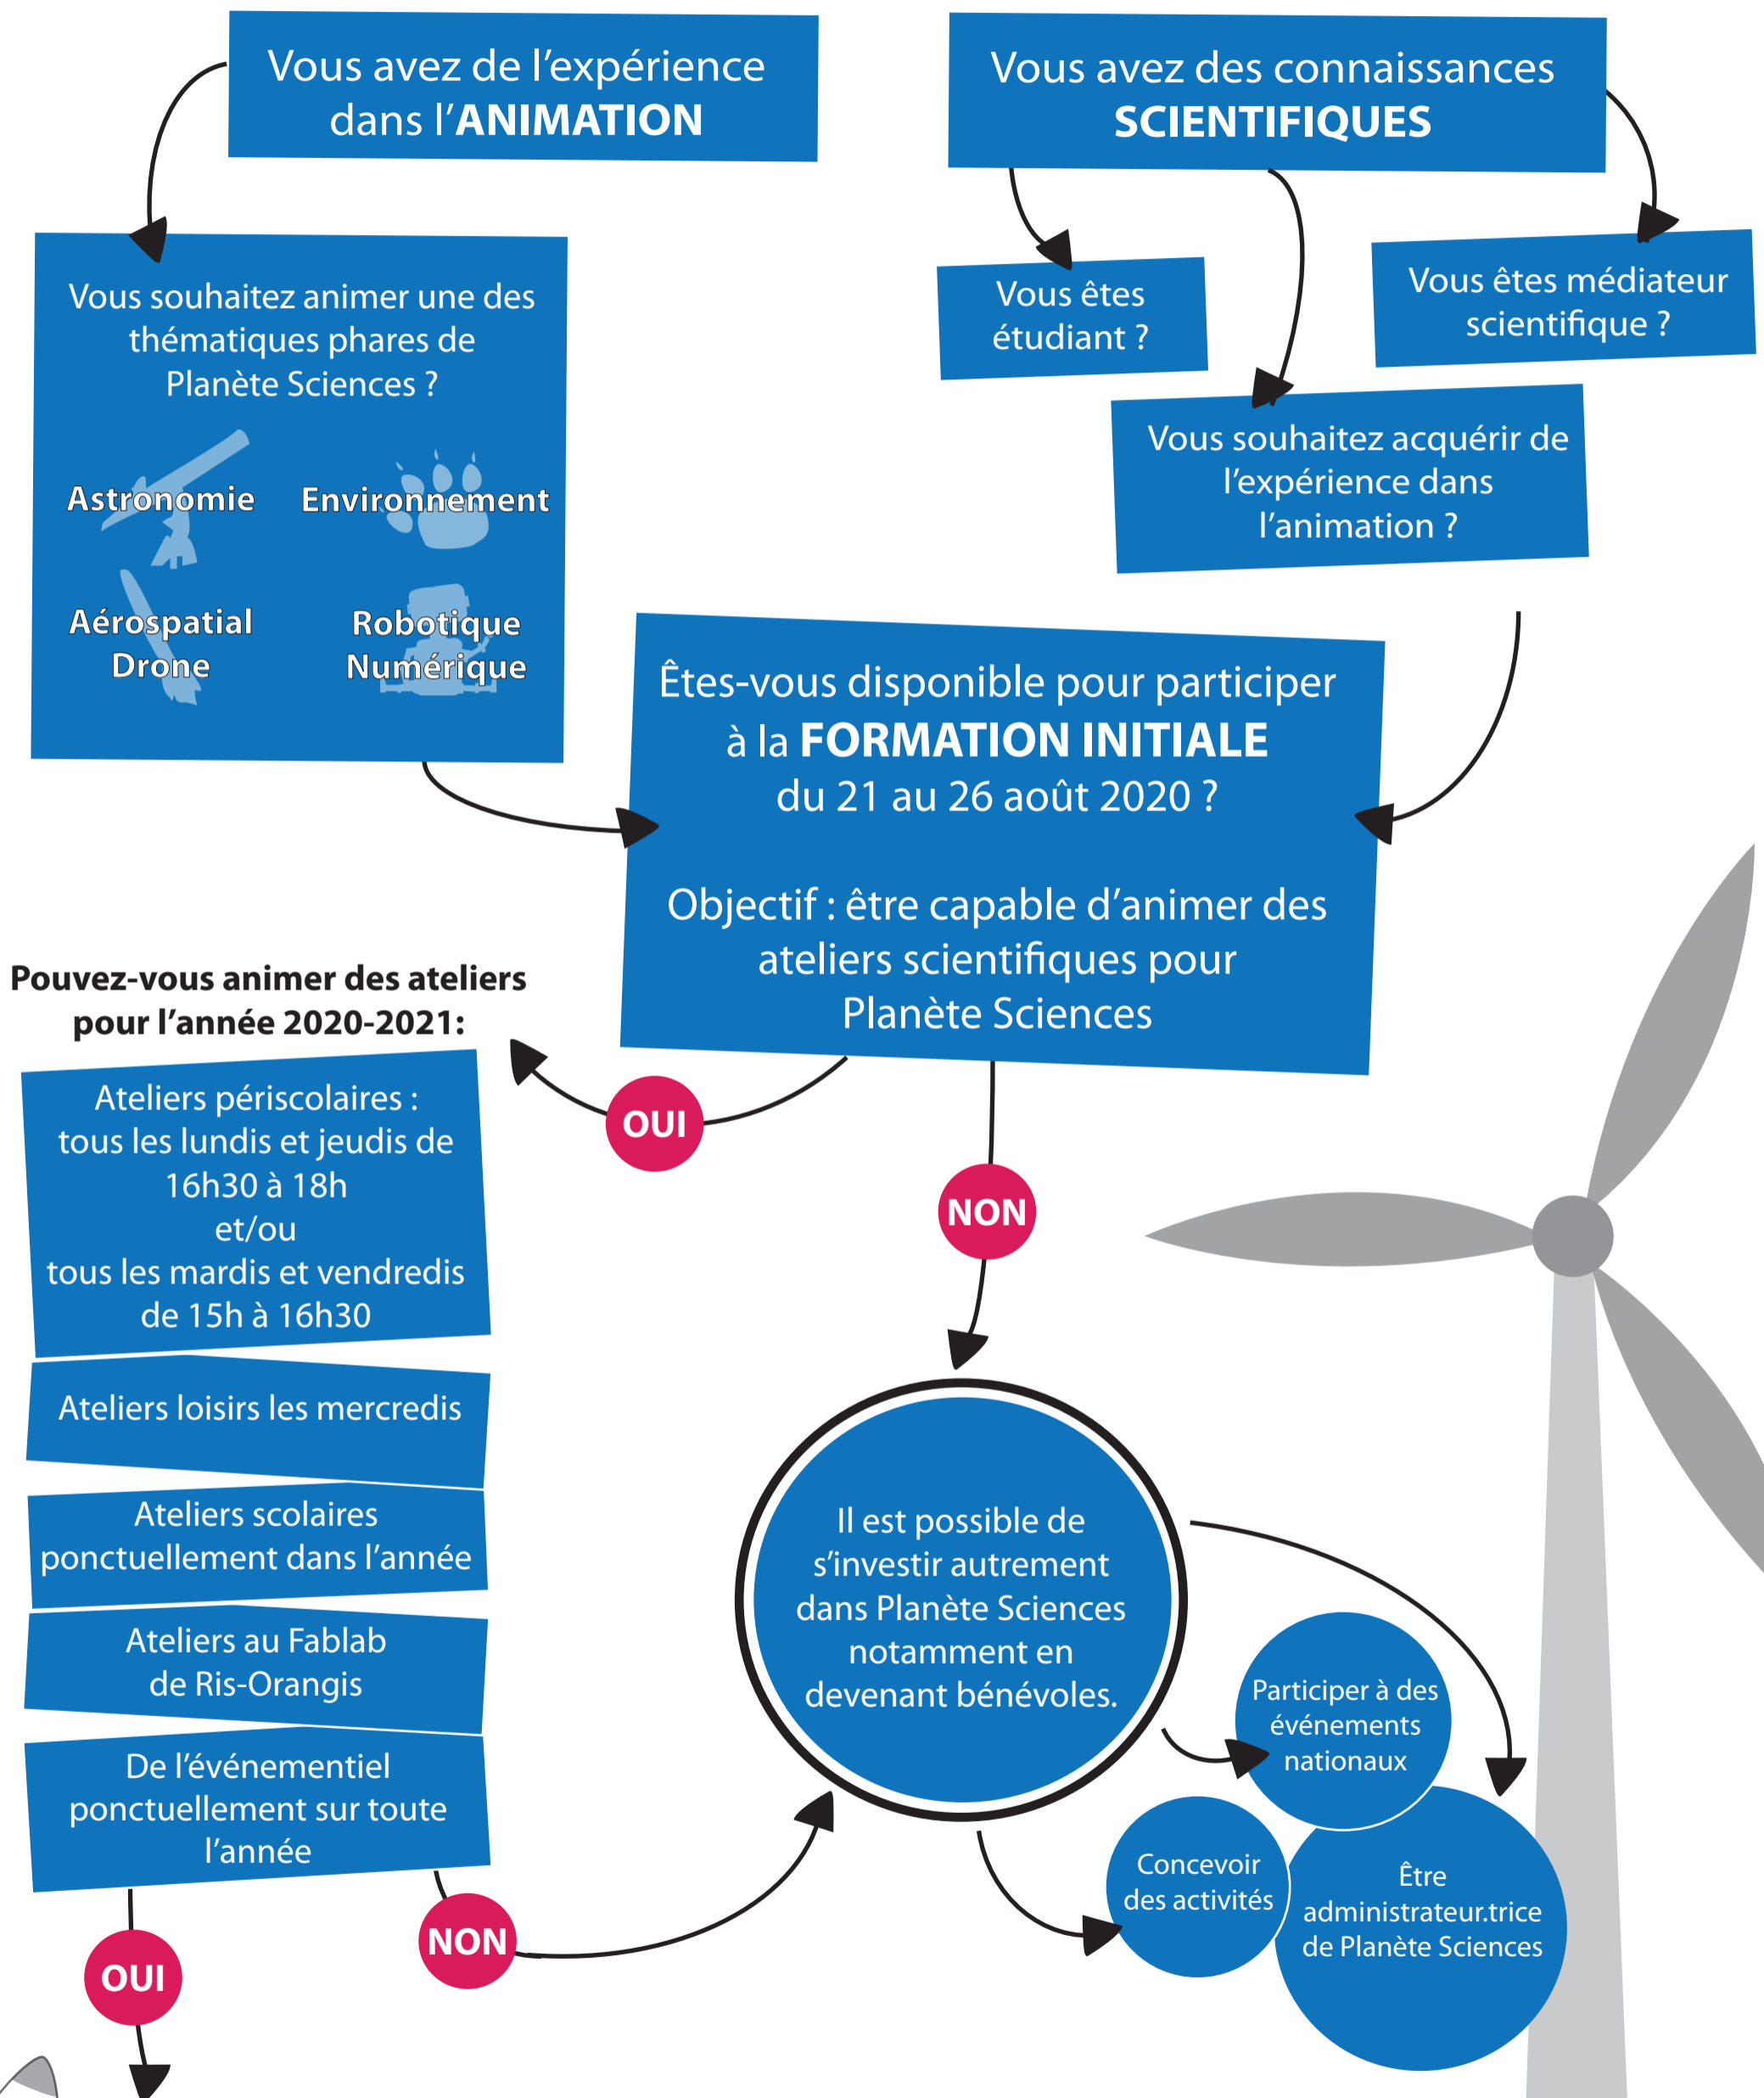 Vous avez de l’expérience
dans l’ANIMATION
Vous avez des connaissances
SCIENTIFIQUES
Vous souhaitez animer une des
thématiques phares de
Planète Sciences ?
Astronomie
Environnement
Aérospatial
Drone
Robotique
Numérique
Vous êtes
étudiant ?
Vous êtes médiateur
scientifique ?
Vous souhaitez acquérir de
l’expérience dans
l’animation ?
Êtes-vous disponible pour participer
à la FORMATION INITIALE
du 21 au 26 août 2020 ?
Objectif : être capable d’animer des
ateliers scientifiques pour
Planète Sciences
OUI
NON
Pouvez-vous animer des ateliers
pour l’année 2020-2021:
Ateliers périscolaires :
tous les lundis et jeudis de
16h30 à 18h
et/ou
tous les mardis et vendredis
de 15h à 16h30
Ateliers loisirs les mercredis
Ateliers scolaires
ponctuellement dans l’année
Ateliers au Fablab
de Ris-Orangis
De l’événementiel
ponctuellement sur toute
l’année
OUI
NON
Il est possible de
s’investir autrement
dans Planète Sciences
notamment en
devenant bénévoles.
Participer à des
événements
nationaux
Concevoir
des activités
Être
administrateur.trice
de Planète Sciences